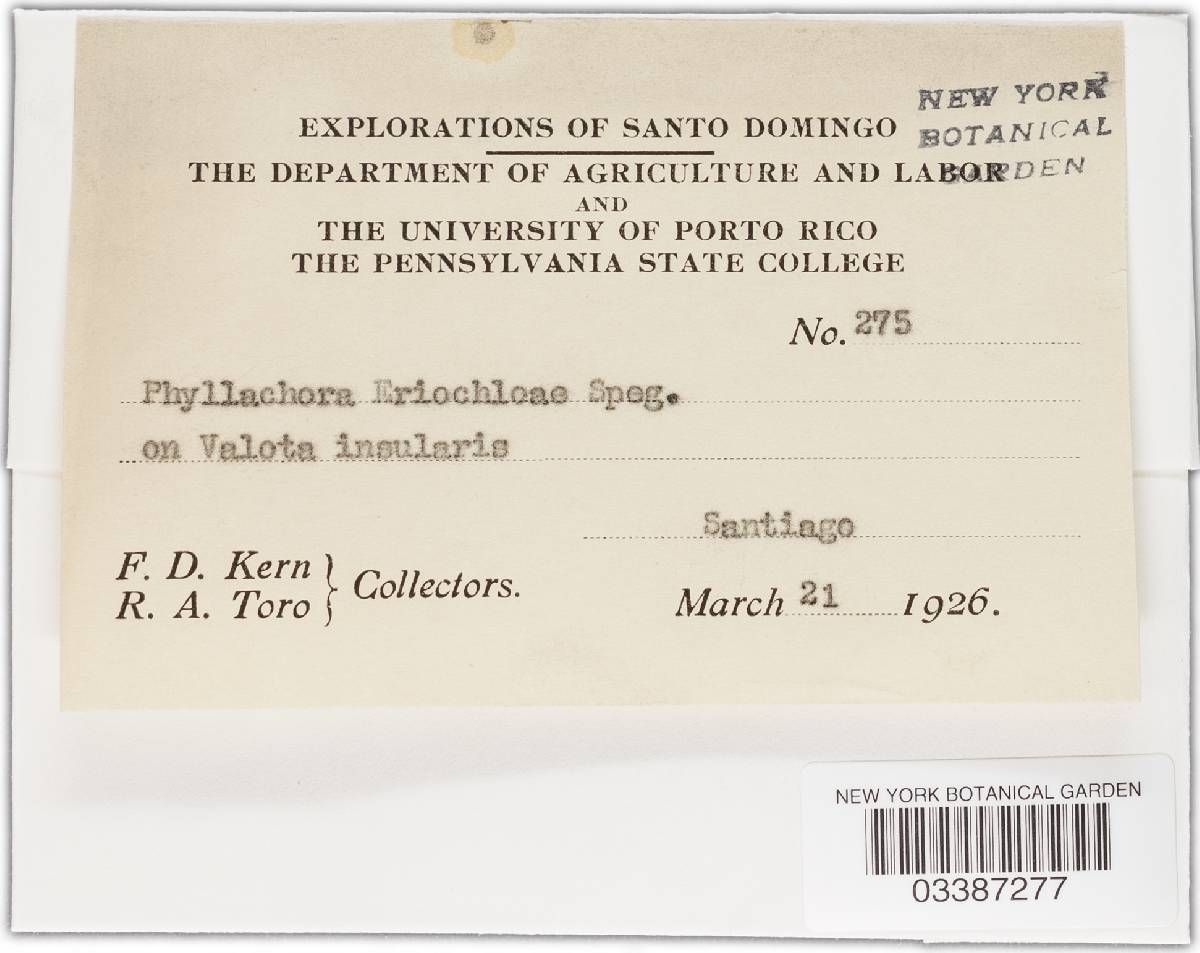 NEW YORK
BOTANICAL
GARDEN
EXPLORATIONS OF SANTO DOMINGO
THE DEPARTMENT OF AGRICULTURE AND LABOR
AND
THE UNIVERSITY OF PORTO RICO
THE PENNSYLVANIA STATE COLLEGE
No. 275
Phyllachora Eriochloae Speg.
on Valota insularis
Santiago
F. D. Kern
R. A. Toro } Collectors.
March 21 1926.
NEW YORK BOTANICAL GARDEN
03387277